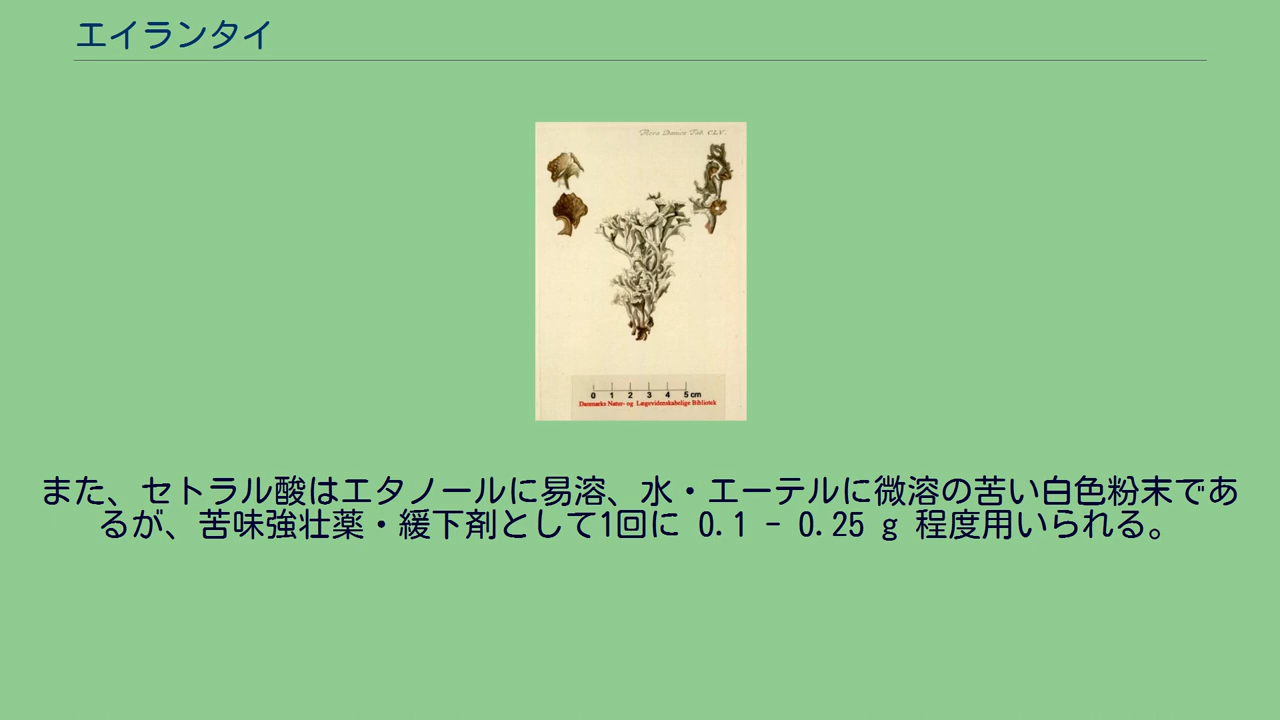 エイランタイ
Flora Danica Tab. CLV.
0 1 2 3 4 5 cm
Danmarks Natur- og Lægevidenskabelige Bibliotek
また、セトラル酸はエタノールに易溶、水・エーテルに微溶の苦い白色粉末であ
るが、苦味強壮薬・緩下剤として1回に 0.1 - 0.25 g 程度用いられる。